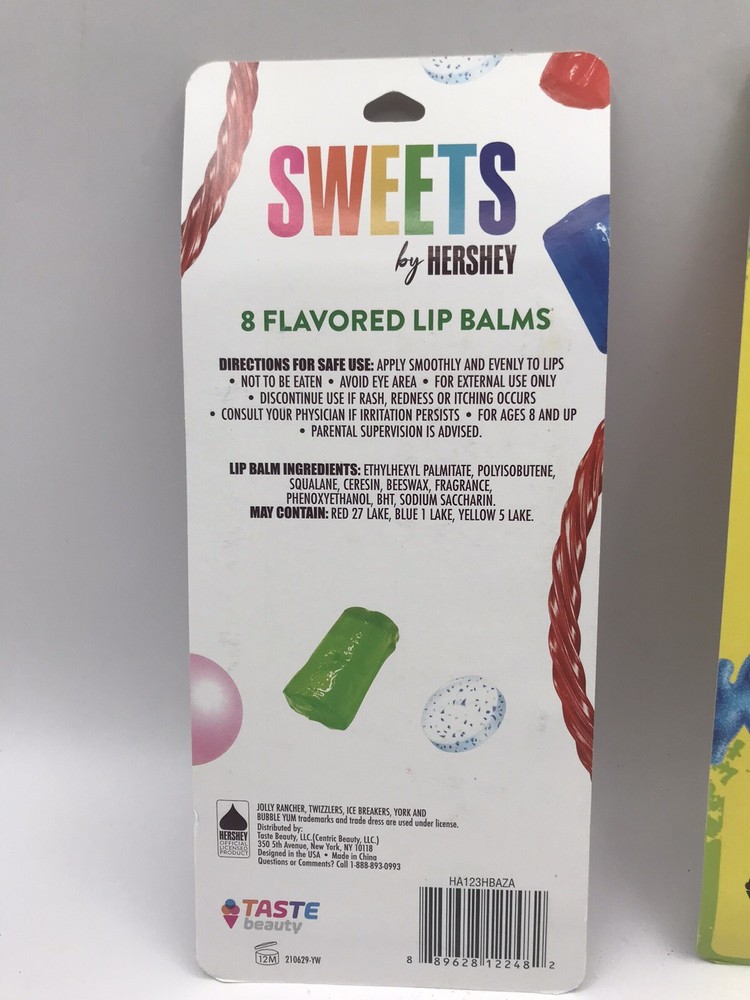 SWEETS
by HERSHEY
8 FLAVORED LIP BALMS
DIRECTIONS FOR SAFE USE: APPLY SMOOTHLY AND EVENLY TO LIPS
• NOT TO BE EATEN • AVOID EYE AREA • FOR EXTERNAL USE ONLY
• DISCONTINUE USE IF RASH, REDNESS OR ITCHING OCCURS
• CONSULT YOUR PHYSICIAN IF IRRITATION PERSISTS • FOR AGES 8 AND UP
• PARENTAL SUPERVISION IS ADVISED.
LIP BALM INGREDIENTS: ETHYLHEXYL PALMITATE, POLYISOBUTENE,
SQUALANE, CERESIN, BEESWAX, FRAGRANCE,
PHENOXYETHANOL, BHT, SODIUM SACCHARIN.
MAY CONTAIN: RED 27 LAKE, BLUE 1 LAKE, YELLOW 5 LAKE.
HERSHEY
OFFICIAL
LICENSED
PRODUCT
JOLLY RANCHER, TWIZZLERS, ICE BREAKERS, YORK AND
BUBBLE YUM trademarks and trade dress are used under license.
Distributed by:
Taste Beauty, LLC.(Centric Beauty, LLC.)
350 5th Avenue, New York, NY 10118
Designed in the USA • Made in China
Questions or Comments? Call 1-888-893-0993
TASTE
beauty
12M 210629-YW
HA123HBAZA
8 89628 12248 2